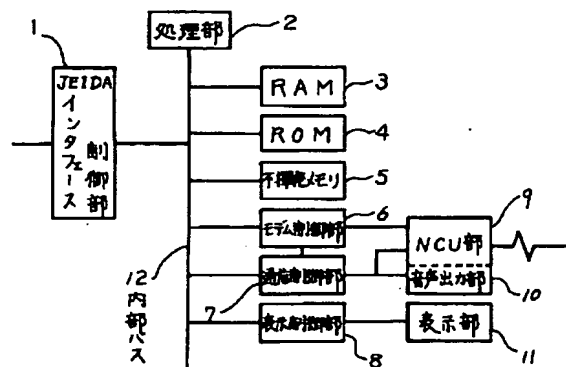 1
JEIDA
インタフェース
制御部
処理部
2
RAM
3
ROM
4
不揮発メモリ
5
モデム制御部
6
通信制御部
7
表示制御部
8
NCU部
9
音声出力部
10
表示部
11
12
内部バス